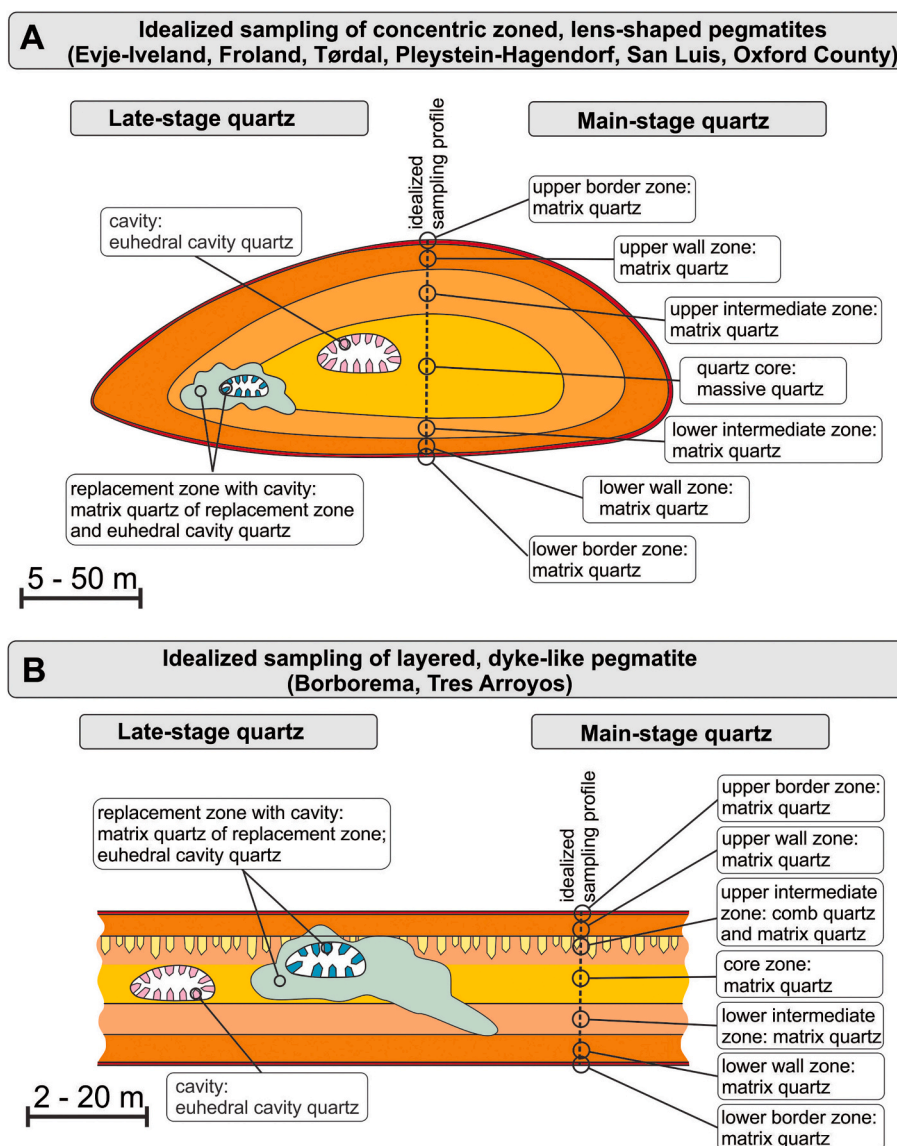 A
Idealized sampling of concentric zoned, lens-shaped pegmatites
(Evje-Iveland, Froland, Tørdal, Pleystein-Hagendorf, San Luis, Oxford County)
Late-stage quartz
Main-stage quartz
idealized
sampling profile
cavity:
euhedral cavity quartz
replacement zone with cavity:
matrix quartz of replacement zone
and euhedral cavity quartz
upper border zone:
matrix quartz
upper wall zone:
matrix quartz
upper intermediate zone:
matrix quartz
quartz core:
massive quartz
lower intermediate zone:
matrix quartz
lower wall zone:
matrix quartz
lower border zone:
matrix quartz
5 - 50 m
B
Idealized sampling of layered, dyke-like pegmatite
(Borborema, Tres Arroyos)
Late-stage quartz
Main-stage quartz
replacement zone with cavity:
matrix quartz of replacement zone;
euhedral cavity quartz
idealized
sampling profile
upper border zone:
matrix quartz
upper wall zone:
matrix quartz
upper intermediate
zone: comb quartz
and matrix quartz
core zone:
matrix quartz
lower intermediate
zone: matrix quartz
lower wall zone:
matrix quartz
lower border zone:
matrix quartz
cavity:
euhedral cavity quartz
2 - 20 m